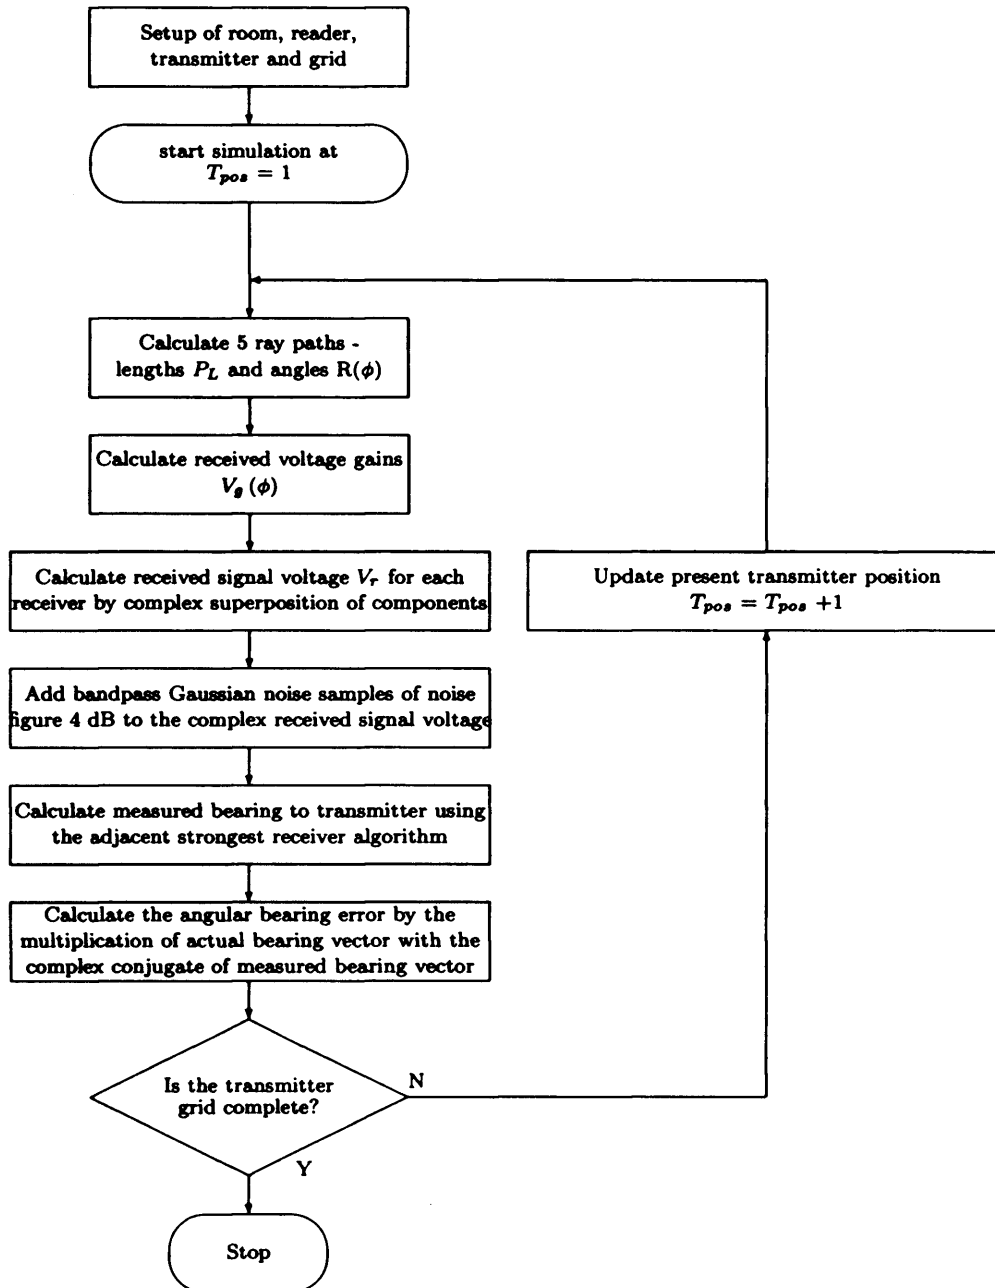 Setup of room, reader,
transmitter and grid
start simulation at
T_pos = 1
Calculate 5 ray paths -
lengths P_L and angles R(ϕ)
Calculate received voltage gains
V_g (ϕ)
Calculate received signal voltage V_r for each
receiver by complex superposition of components
Update present transmitter position
T_pos = T_pos +1
Add bandpass Gaussian noise samples of noise
figure 4 dB to the complex received signal voltage
Calculate measured bearing to transmitter using
the adjacent strongest receiver algorithm
Calculate the angular bearing error by the
multiplication of actual bearing vector with the
complex conjugate of measured bearing vector
Is the transmitter
grid complete?
N
Y
Stop